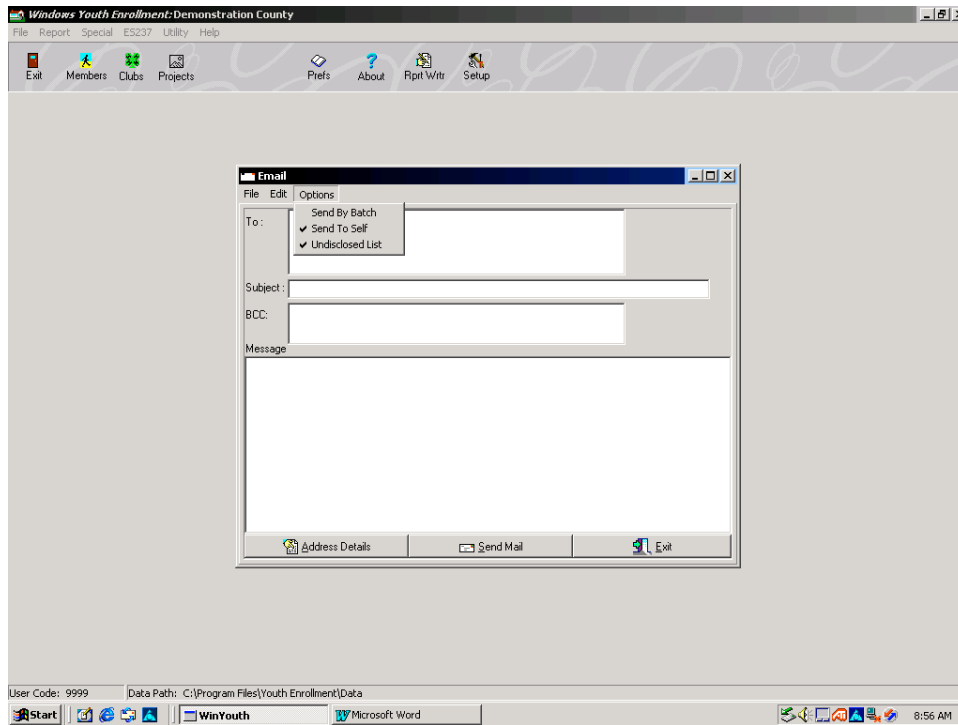 Windows Youth Enrollment: Demonstration County
File Report Special ES237 Utility Help
Exit Members Clubs Projects Prefs About Rprt Wrtr Setup
Email
File Edit Options
Send By Batch
Send To Self
Undisclosed List
To :
Subject :
BCC:
Message
Address Details Send Mail Exit
User Code: 9999 Data Path: C:\Program Files\Youth Enrollment\Data
Start WinYouth Microsoft Word 8:56 AM